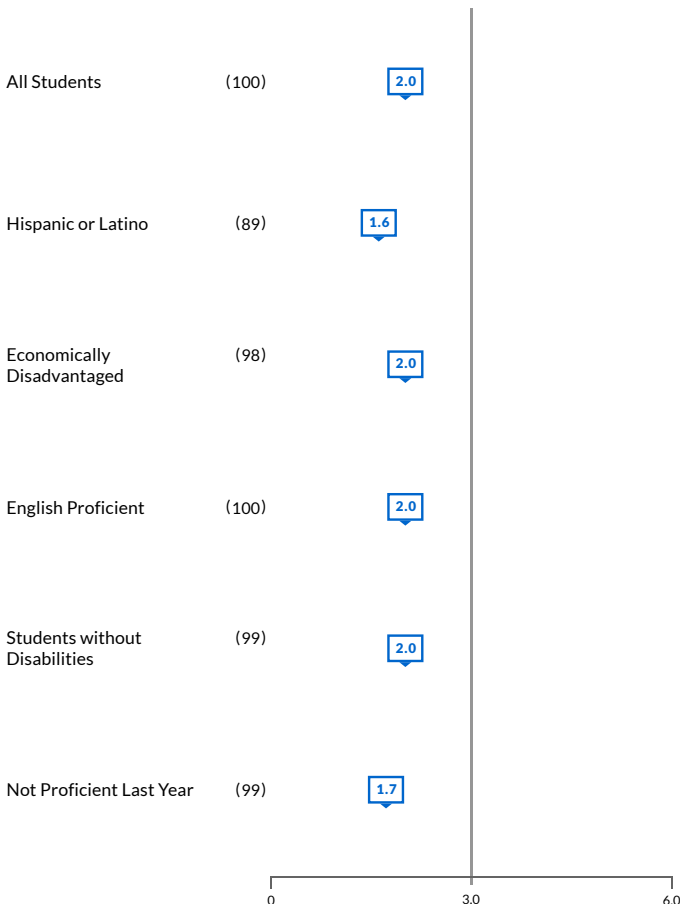 All Students (100) 2.0
Hispanic or Latino (89) 1.6
Economically (98)
Disadvantaged 2.0
English Proficient (100) 2.0
Students without (99)
Disabilities 2.0
Not Proficient Last Year (99) 1.7
0 3.0 6.0